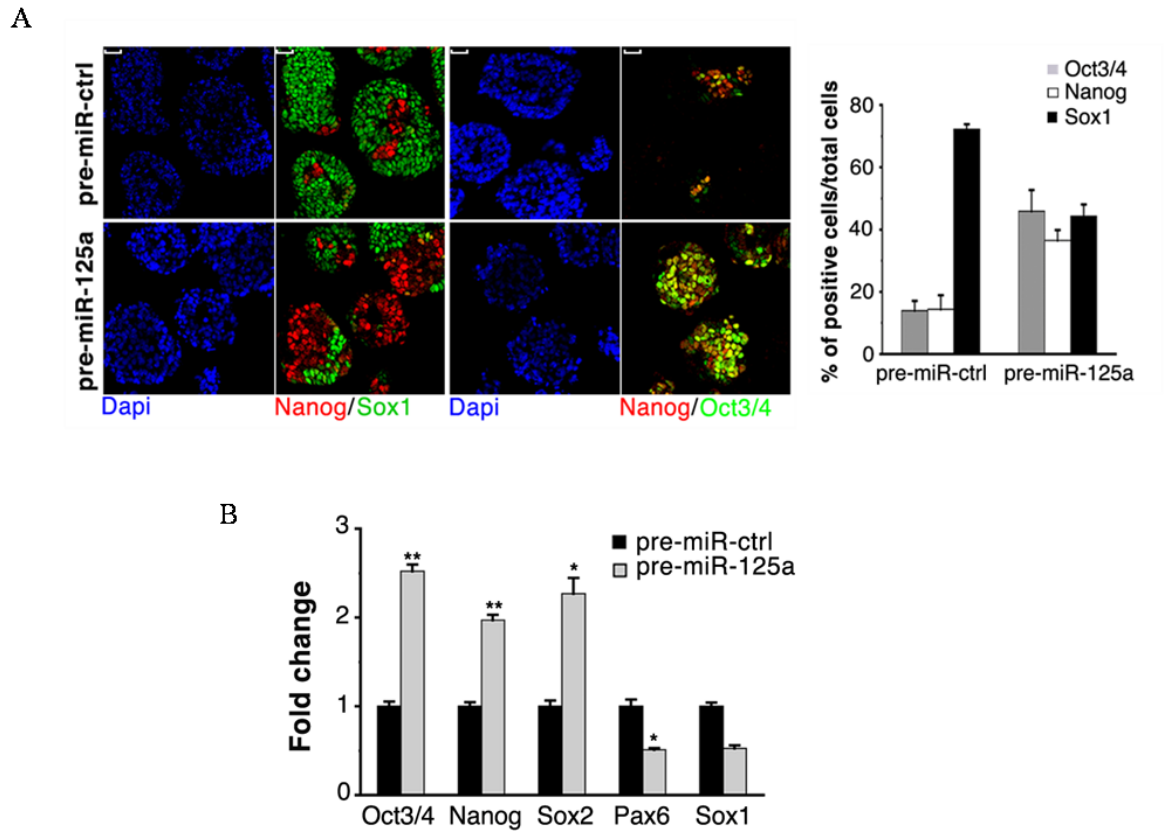 A
pre-miR-ctrl
pre-miR-125a
Dapi
Nanog/Sox1
Dapi
Nanog/Oct3/4
% of positive cells/total cells
80
60
40
20
0
Oct3/4
Nanog
Sox1
pre-miR-ctrl
pre-miR-125a
B
Fold change
3
2
1
0
pre-miR-ctrl
pre-miR-125a
**
**
*
*
Oct3/4
Nanog
Sox2
Pax6
Sox1